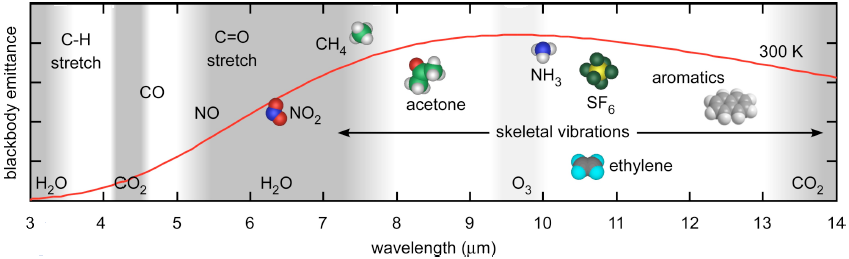 blackbody emittance
C-H
stretch
CO
C=O
stretch
NO
NO2
CH4
acetone
NH3
SF6
aromatics
300 K
skeletal vibrations
ethylene
H2O
CO2
H2O
O3
CO2
3 4 5 6 7 8 9 10 11 12 13 14
wavelength (μm)